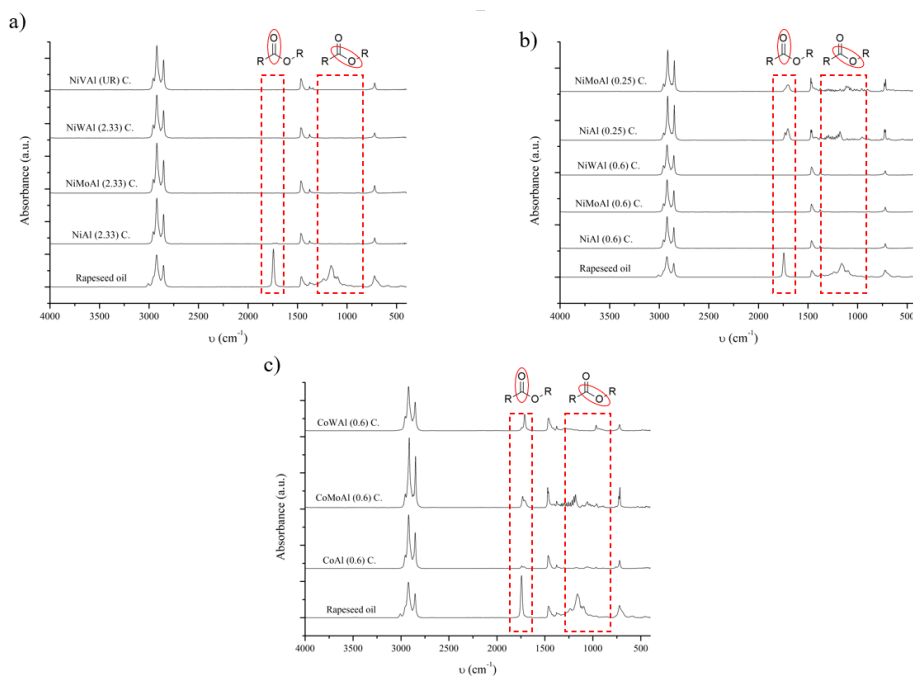 a)
O
R O R
O
R O R
NiVAl (UR) C.
NiWAl (2.33) C.
NiMoAl (2.33) C.
NiAl (2.33) C.
Rapeseed oil
Absorbance (a.u.)
4000 3500 3000 2500 2000 1500 1000 500
υ (cm-1)
b)
O
R O R
O
R O R
NiMoAl (0.25) C.
NiAl (0.25) C.
NiWAl (0.6) C.
NiMoAl (0.6) C.
NiAl (0.6) C.
Rapeseed oil
Absorbance (a.u.)
4000 3500 3000 2500 2000 1500 1000 500
υ (cm-1)
c)
O
R O R
O
R O R
CoWAl (0.6) C.
CoMoAl (0.6) C.
CoAl (0.6) C.
Rapeseed oil
Absorbance (a.u.)
4000 3500 3000 2500 2000 1500 1000 500
υ (cm-1)